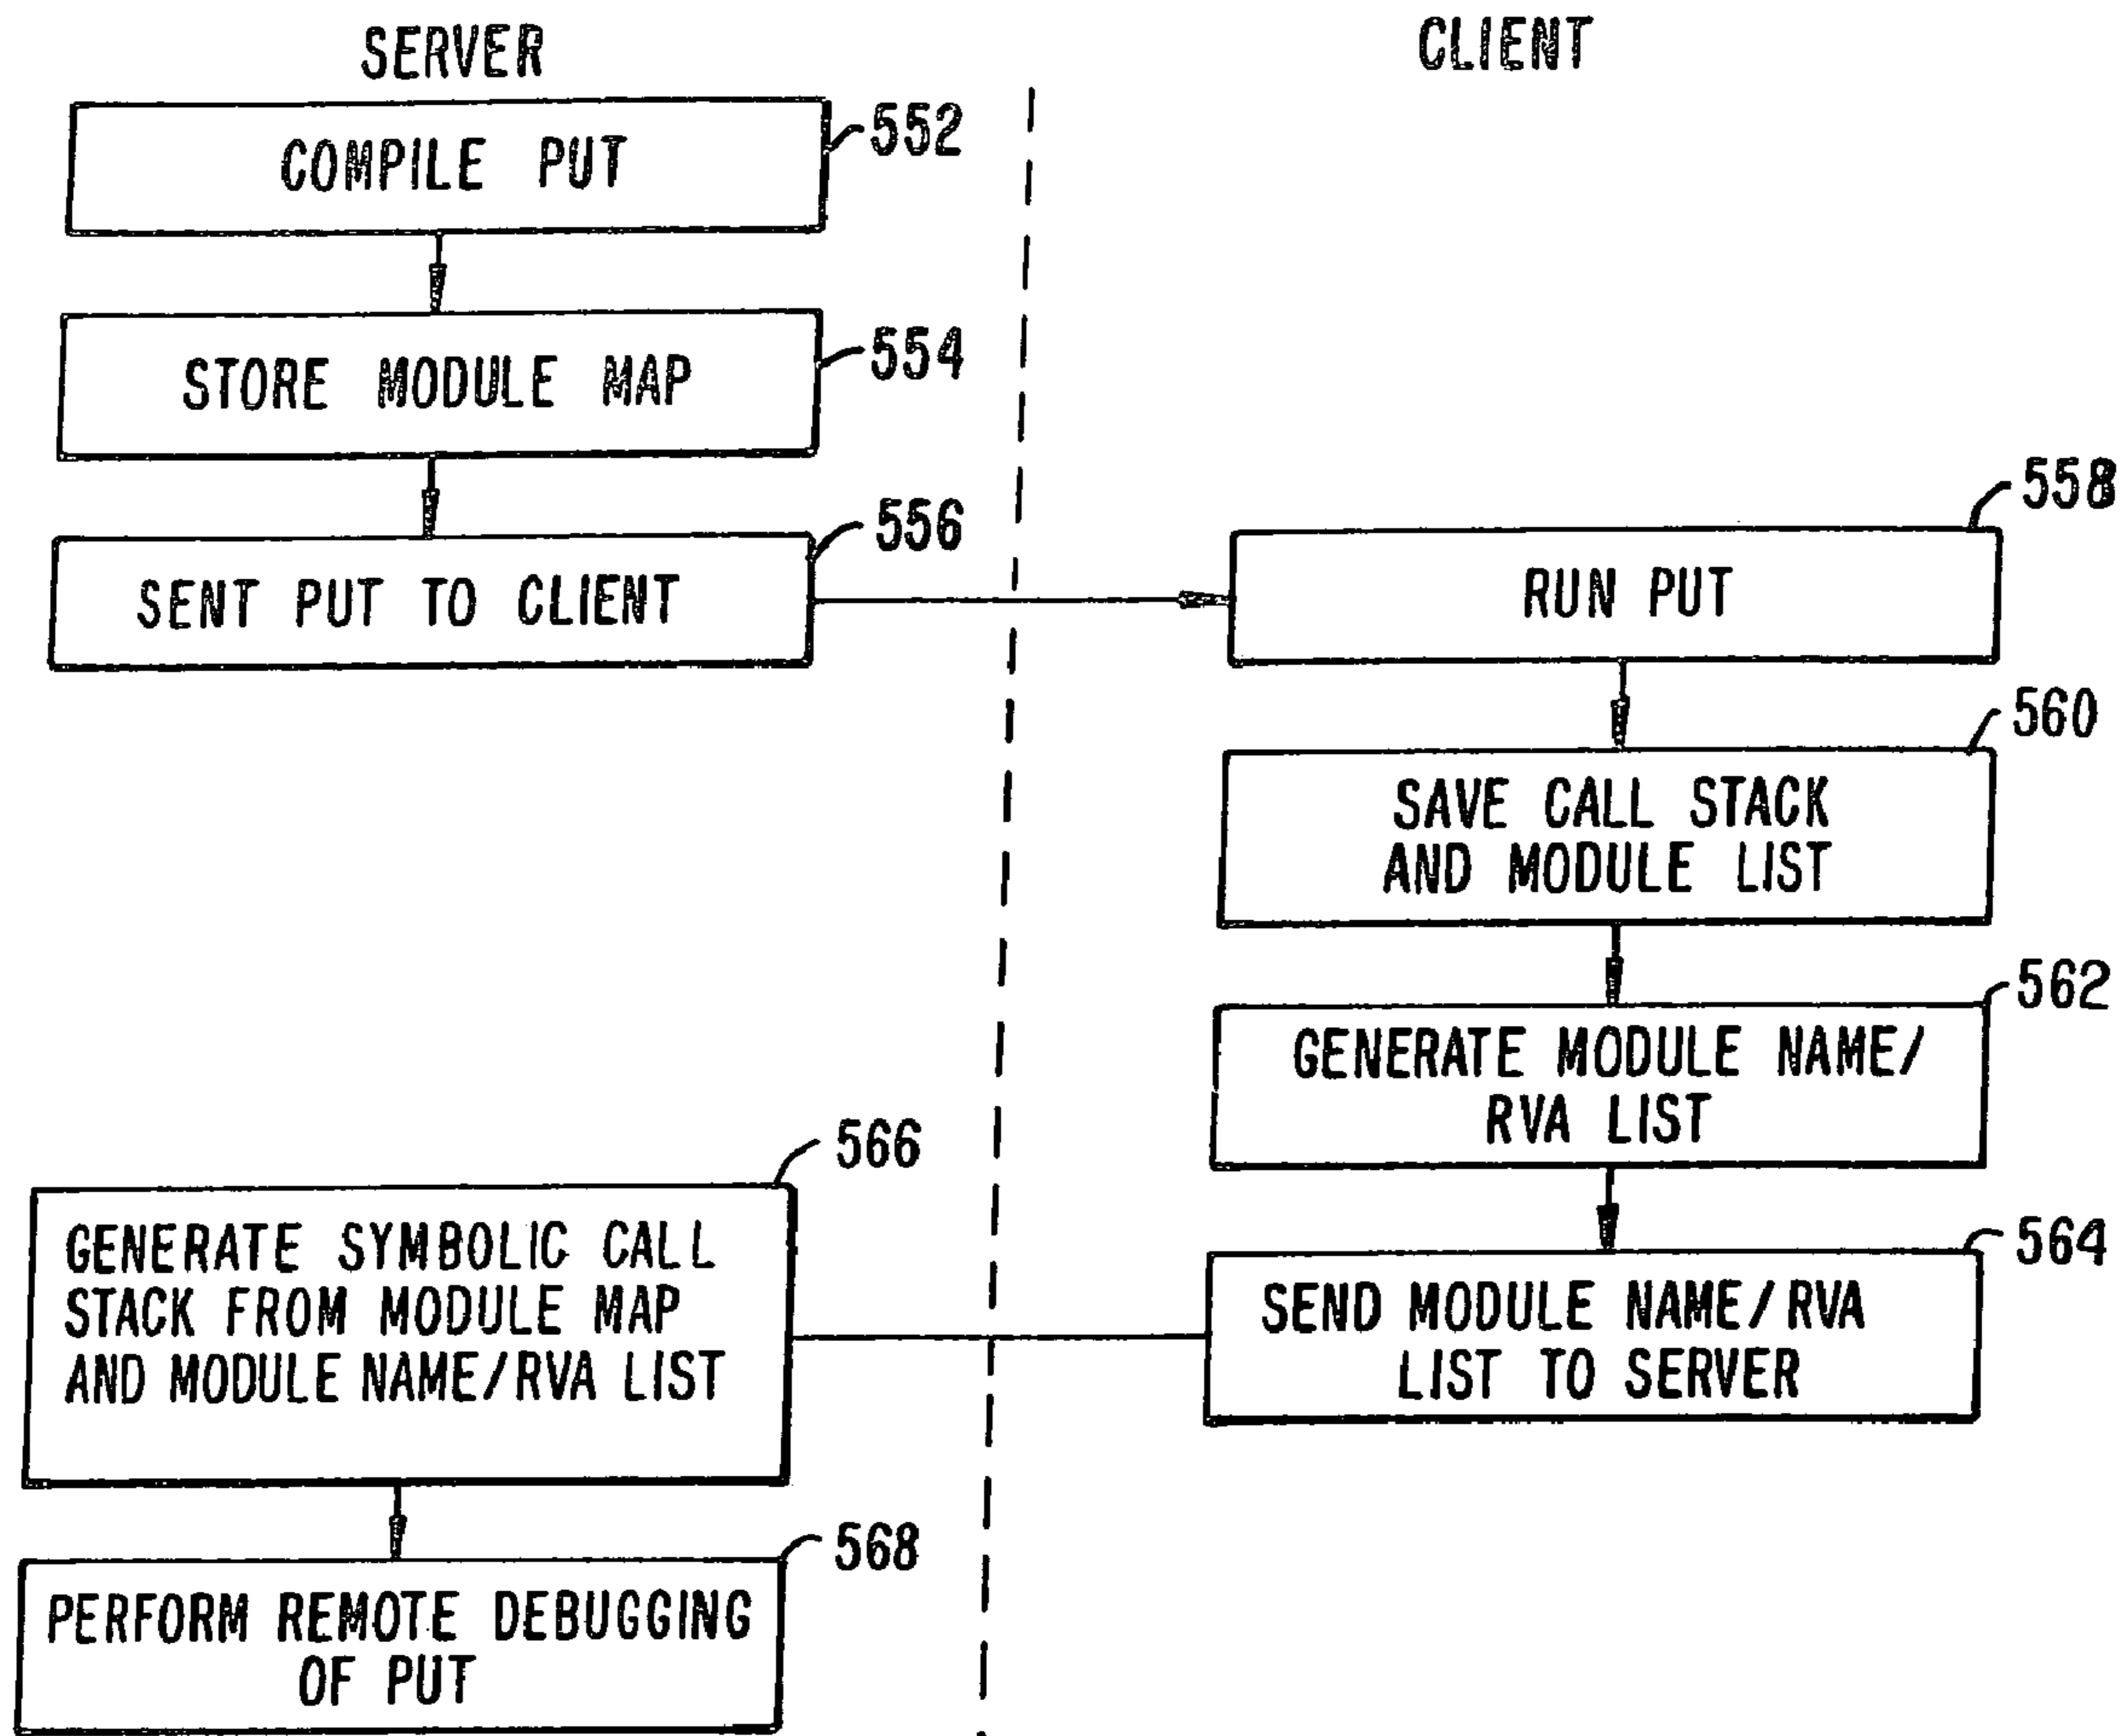 SERVER
CLIENT
COMPILE PUT
552
STORE MODULE MAP
554
SENT PUT TO CLIENT
556
RUN PUT
558
SAVE CALL STACK
AND MODULE LIST
560
GENERATE MODULE NAME/
RVA LIST
562
SEND MODULE NAME/RVA
LIST TO SERVER
564
GENERATE SYMBOLIC CALL
STACK FROM MODULE MAP
AND MODULE NAME/RVA LIST
566
PERFORM REMOTE DEBUGGING
OF PUT
568